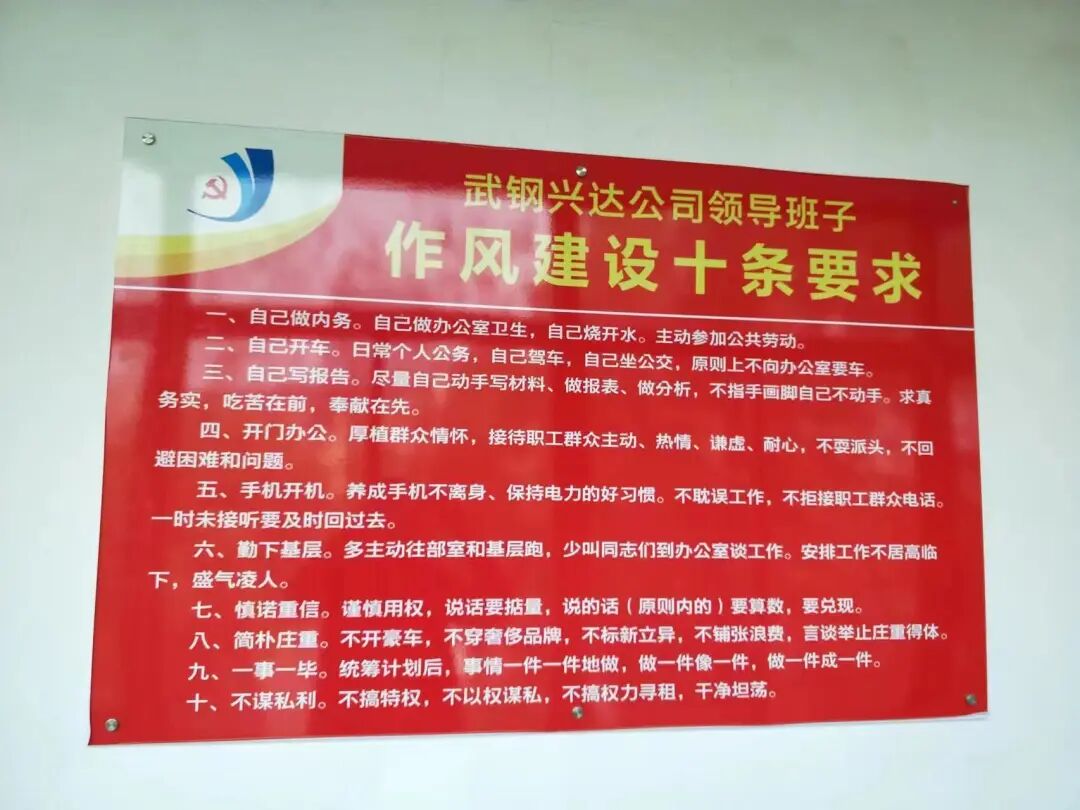 武钢兴达公司领导班子
作风建设十条要求
一、自己做内务。自己做办公室卫生，自己烧开水。主动参加公共劳动。
二、自己开车。日常个人公务，自己驾车，自己坐公交，原则上不向办公室要车。
三、自己写报告。尽量自己动手写材料、做报表、做分析，不指手画脚自己不动手。求真
务实，吃苦在前，奉献在先。
四、开门办公。厚植群众情怀，接待职工群众主动、热情、谦虚、耐心，不耍派头，不回
避困难和问题。
五、手机开机。养成手机不离身、保持电力的好习惯。不耽误工作，不拒接职工群众电话。
一时未接听要及时回过去。
六、勤下基层。多主动往部室和基层跑，少叫同志们到办公室谈工作。安排工作不居高临
下，盛气凌人。
七、慎诺重信。谨慎用权，说话要掂量，说的话（原则内的）要算数，要兑现。
八、简朴庄重。不开豪车，不穿奢侈品牌，不标新立异，不铺张浪费，言谈举止庄重得体。
九、一事一毕。统筹计划后，事情一件一件地做，做一件像一件，做一件成一件。
十、不谋私利。不搞特权，不以权谋私，不搞权力寻租，干净坦荡。